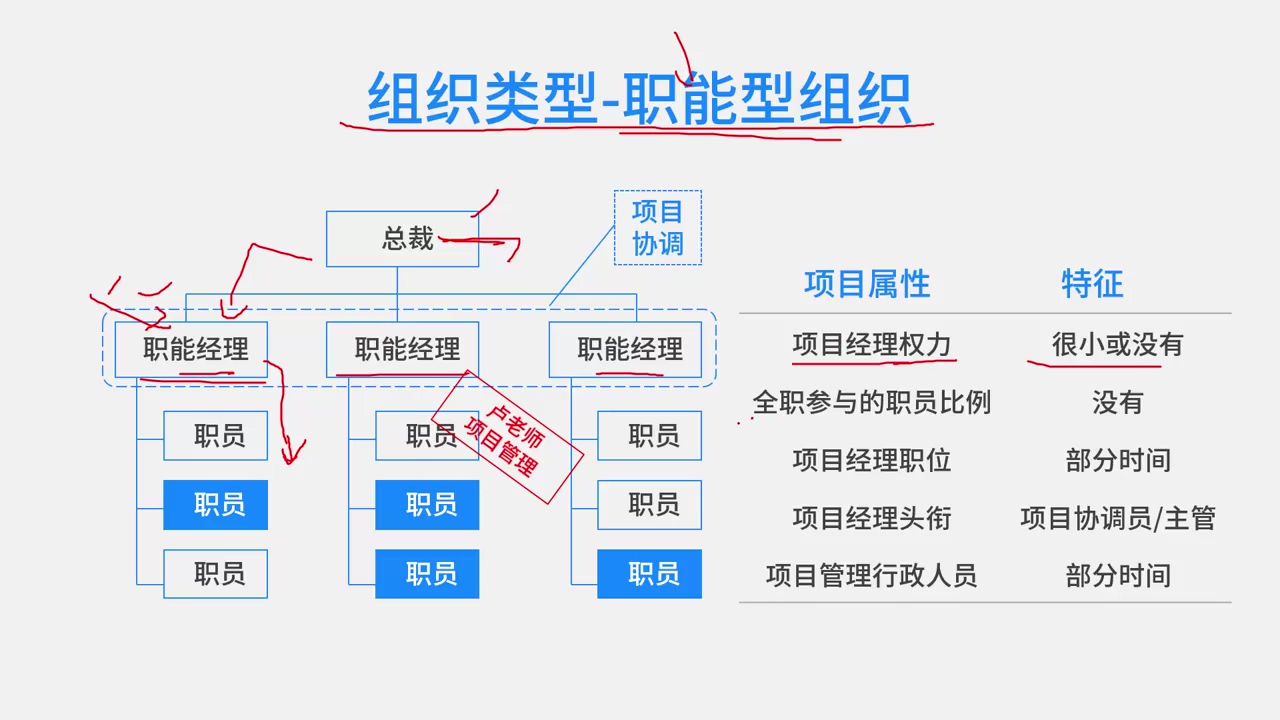 组织类型-职能型组织
总裁
项目
协调
职能经理
职能经理
职能经理
职员
职员
职员
职员
职员
职员
职员
职员
职员
卢老师
项目管理
项目属性 特征
项目经理权力 很小或没有
全职参与的职员比例 没有
项目经理职位 部分时间
项目经理头衔 项目协调员/主管
项目管理行政人员 部分时间